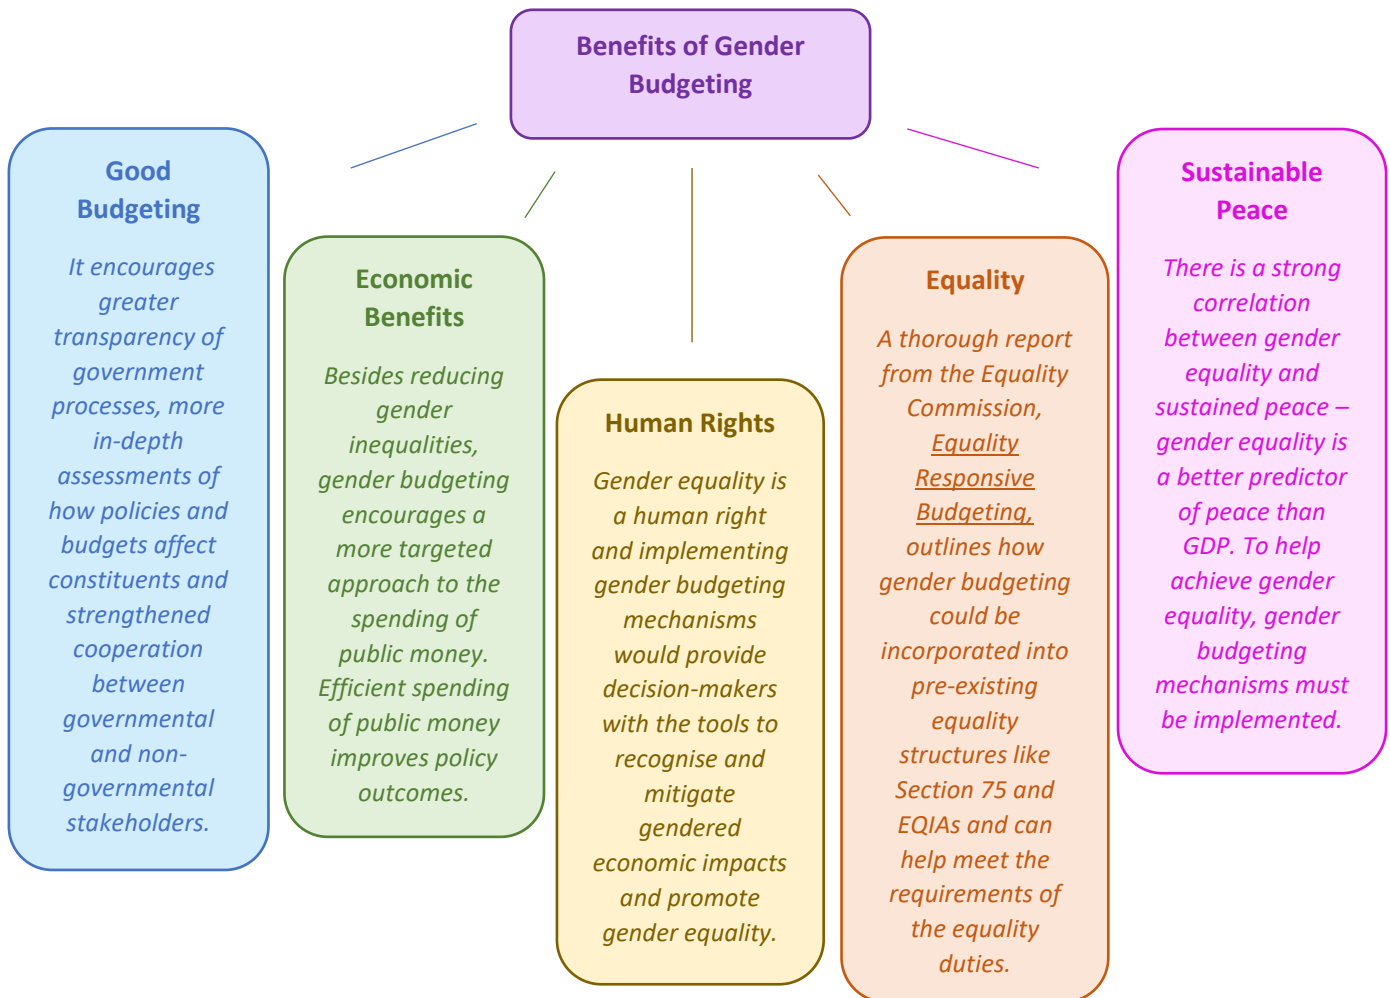 Benefits of Gender
Budgeting
Good
Budgeting
It encourages
greater
transparency of
government
processes, more
in-depth
assessments of
how policies and
budgets affect
constituents and
strengthened
cooperation
between
governmental
and non-
governmental
stakeholders.
Economic
Benefits
Besides reducing
gender
inequalities,
gender budgeting
encourages a
more targeted
approach to the
spending of
public money.
Efficient spending
of public money
improves policy
outcomes.
Human Rights
Gender equality is
a human right
and implementing
gender budgeting
mechanisms
would provide
decision-makers
with the tools to
recognise and
mitigate
gendered
economic impacts
and promote
gender equality.
Equality
A thorough report
from the Equality
Commission,
Equality
Responsive
Budgeting,
outlines how
gender budgeting
could be
incorporated into
pre-existing
equality
structures like
Section 75 and
EQIAs and can
help meet the
requirements of
the equality
duties.
Sustainable
Peace
There is a strong
correlation
between gender
equality and
sustained peace –
gender equality is
a better predictor
of peace than
GDP. To help
achieve gender
equality, gender
budgeting
mechanisms must
be implemented.